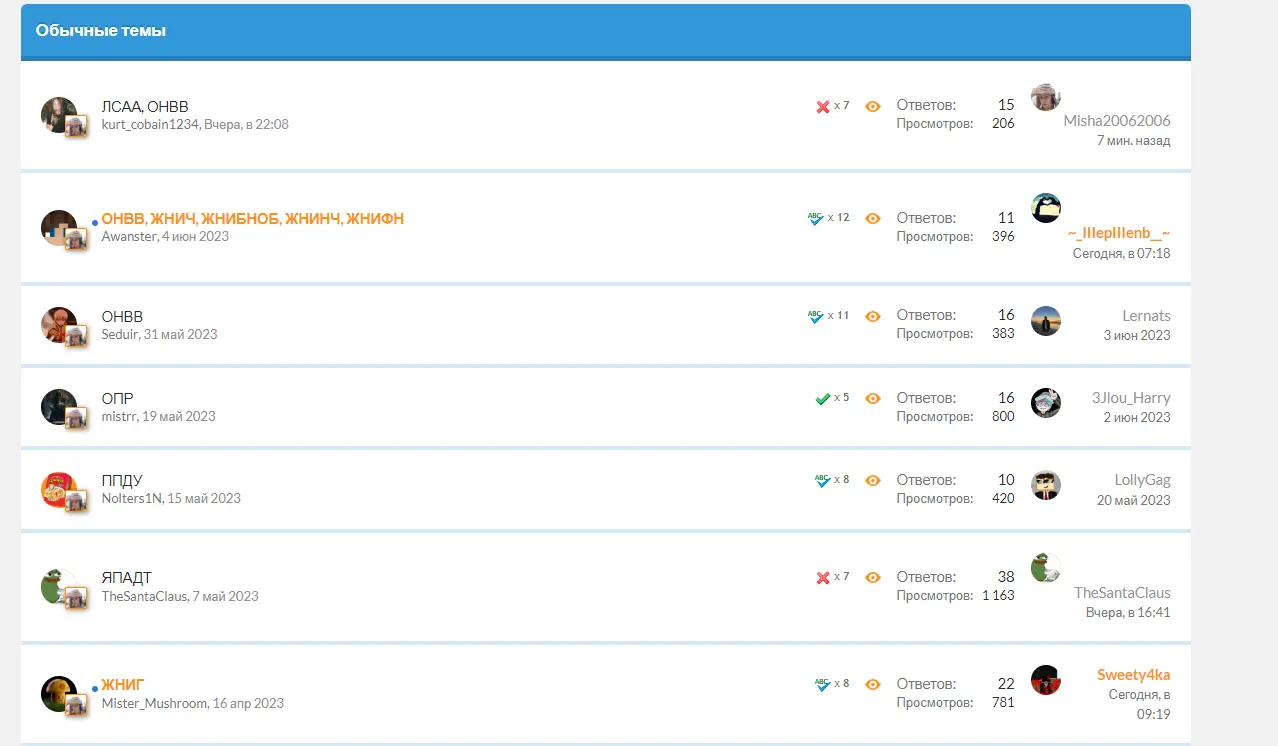 Обычные темы
ЛСАА, ОНВВ
kurt_cobain1234, Вчера, в 22:08
x 7
Ответов: 15
Просмотров: 206
Misha20062006
7 мин. назад
ОНВВ, ЖНИЧ, ЖНИБНОБ, ЖНИНЧ, ЖНИФН
Awanster, 4 июн 2023
ABC x 12
Ответов: 11
Просмотров: 396
~_IIIepIIIenb__~
Сегодня, в 07:18
ОНВВ
Seduir, 31 май 2023
ABC x 11
Ответов: 16
Просмотров: 383
Lernats
3 июн 2023
ОПР
mistrr, 19 май 2023
x 5
Ответов: 16
Просмотров: 800
3Jlou_Harry
2 июн 2023
ППДУ
Nolters1N, 15 май 2023
ABC x 8
Ответов: 10
Просмотров: 420
LollyGag
20 май 2023
ЯПАДТ
TheSantaClaus, 7 май 2023
x 7
Ответов: 38
Просмотров: 1 163
TheSantaClaus
Вчера, в 16:41
ЖНИГ
Mister_Mushroom, 16 апр 2023
ABC x 8
Ответов: 22
Просмотров: 781
Sweety4ka
Сегодня, в
09:19